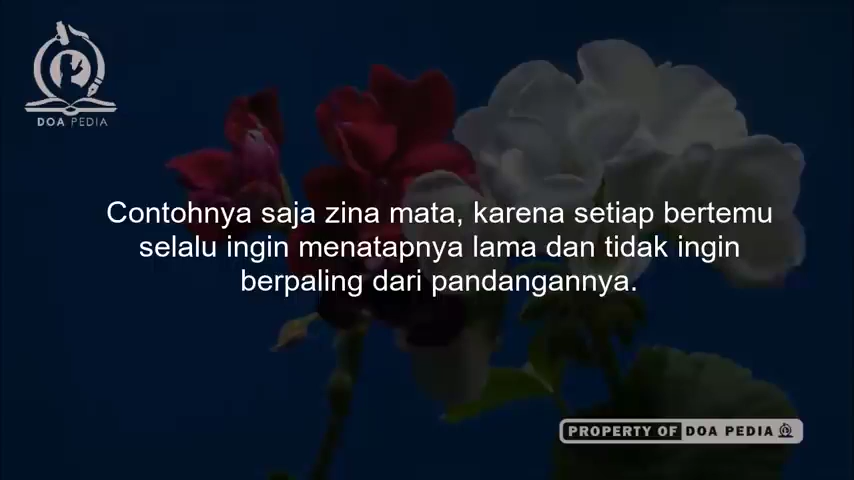 DOA PEDIA
Contohnya saja zina mata, karena setiap bertemu
selalu ingin menatapnya lama dan tidak ingin
berpaling dari pandangannya.
PROPERTY OF DOA PEDIA